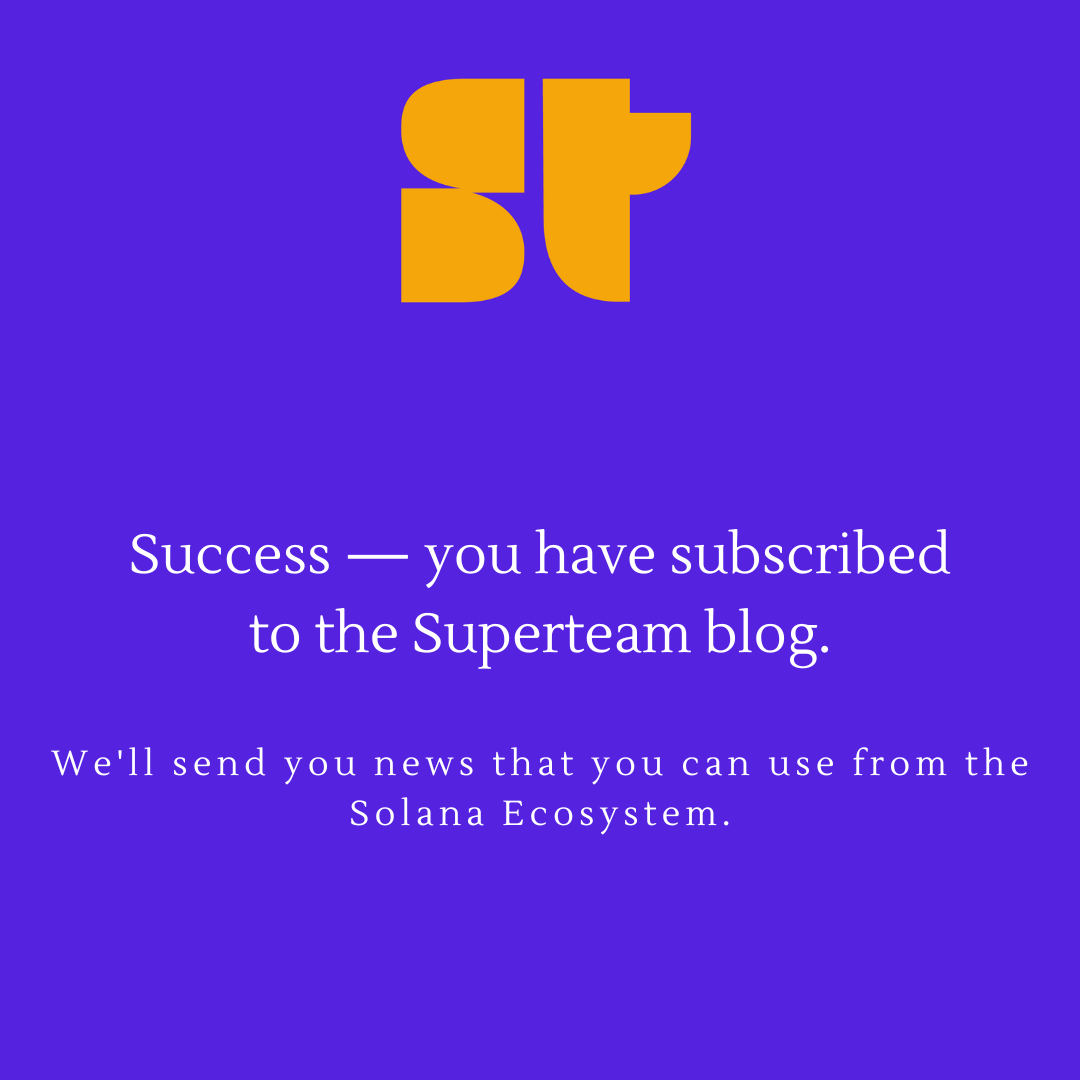 st
Success — you have subscribed
to the Superteam blog.
We'll send you news that you can use from the
Solana Ecosystem.